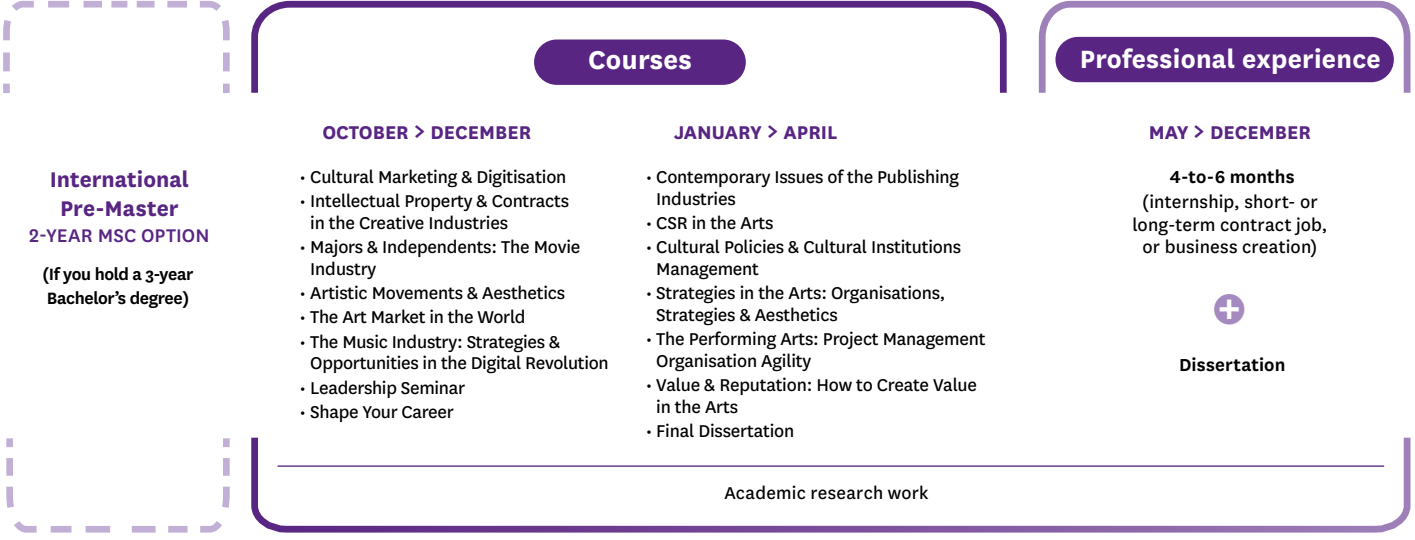 International
Pre-Master
2-YEAR MSC OPTION
(If you hold a 3-year
Bachelor's degree)
Courses
OCTOBER > DECEMBER
• Cultural Marketing & Digitisation
• Intellectual Property & Contracts
in the Creative Industries
• Majors & Independents: The Movie
Industry
• Artistic Movements & Aesthetics
• The Art Market in the World
• The Music Industry: Strategies &
Opportunities in the Digital Revolution
• Leadership Seminar
• Shape Your Career
JANUARY > APRIL
• Contemporary Issues of the Publishing
Industries
• CSR in the Arts
• Cultural Policies & Cultural Institutions
Management
• Strategies in the Arts: Organisations,
Strategies & Aesthetics
• The Performing Arts: Project Management
Organisation Agility
• Value & Reputation: How to Create Value
in the Arts
• Final Dissertation
Professional experience
MAY > DECEMBER
4-to-6 months
(internship, short- or
long-term contract job,
or business creation)
+
Dissertation
Academic research work